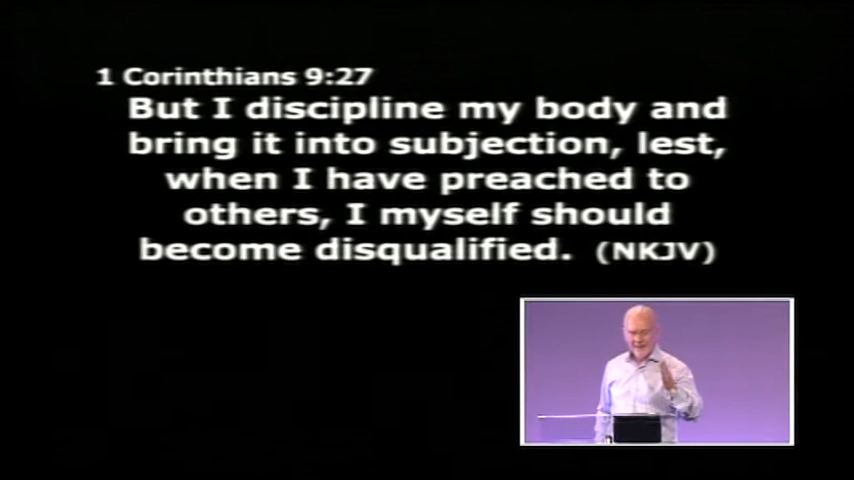 1 Corinthians 9:27
But I discipline my body and
bring it into subjection, lest,
when I have preached to
others, I myself should
become disqualified. (NKJV)